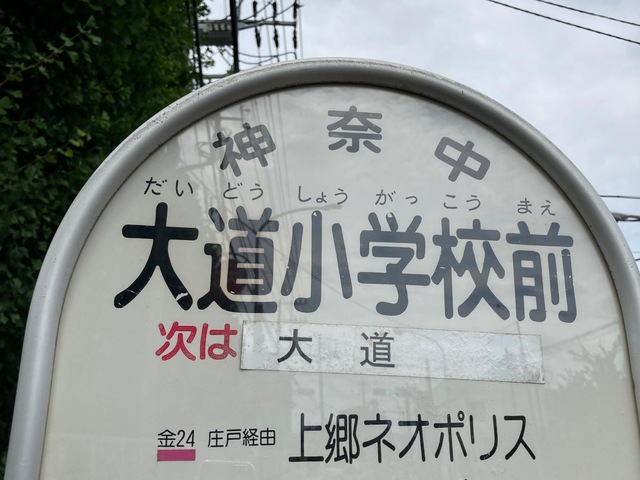 神奈中
だい どう しょう がっ こう まえ
大道小学校前
次は 大道
金24 庄戸経由 上郷ネオポリス